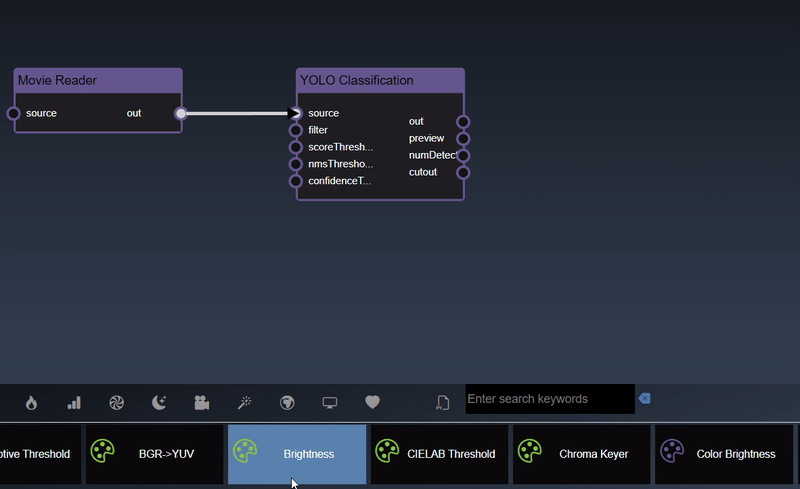 Movie Reader
source
out
YOLO Classification
source
filter
scoreThresh...
nmsThresho...
confidenceT...
out
preview
numDetect
cutout
Enter search keywords
ptive Threshold
BGR->YUV
Brightness
CIELAB Threshold
Chroma Keyer
Color Brightness